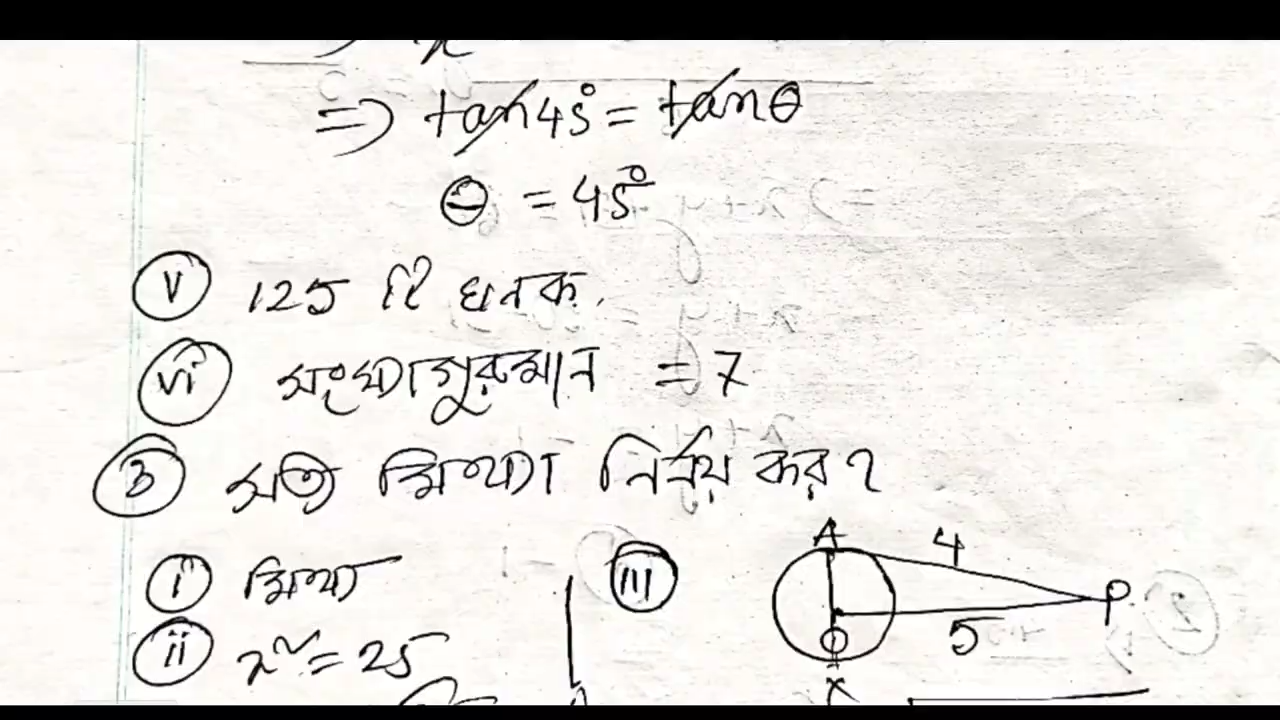 ⇒ tan45° = tanθ
θ = 45°
(v) 125 টি ঘনক.
(vi) সংখ্যাগুরুমান = 7
(3) সত্য মিথ্যা নির্ণয় কর?
(i) মিথ্যা
(ii) x² = 25
(iii)
A 4 P
O 5